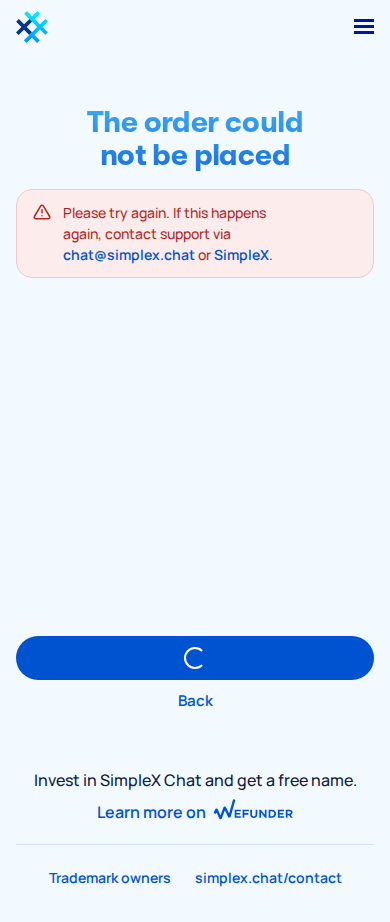 The order could
not be placed
Please try again. If this happens
again, contact support via
chat@simplex.chat or SimpleX.
Back
Invest in SimpleX Chat and get a free name.
Learn more on WEFUNDER
Trademark owners simplex.chat/contact